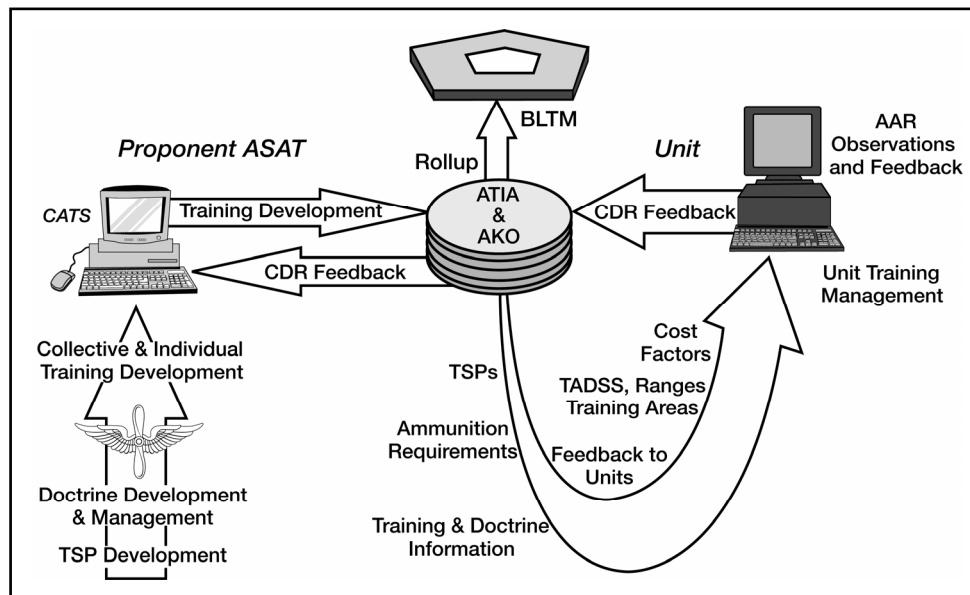 BLTM
Rollup
Proponent ASAT
Unit
AAR
Observations
and Feedback
CATS
Training Development
ATIA
&
AKO
CDR Feedback
CDR Feedback
Unit Training
Management
Collective & Individual
Training Development
TSPs
Cost
Factors
TADSS, Ranges
Training Areas
Ammunition
Requirements
Feedback to
Units
Doctrine Development
& Management
TSP Development
Training & Doctrine
Information